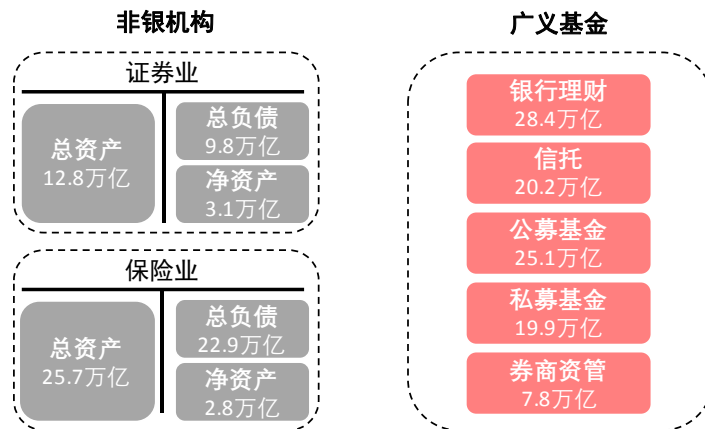 非银机构
证券业
总资产
12.8万亿
总负债
9.8万亿
净资产
3.1万亿
保险业
总资产
25.7万亿
总负债
22.9万亿
净资产
2.8万亿
广义基金
银行理财
28.4万亿
信托
20.2万亿
公募基金
25.1万亿
私募基金
19.9万亿
券商资管
7.8万亿